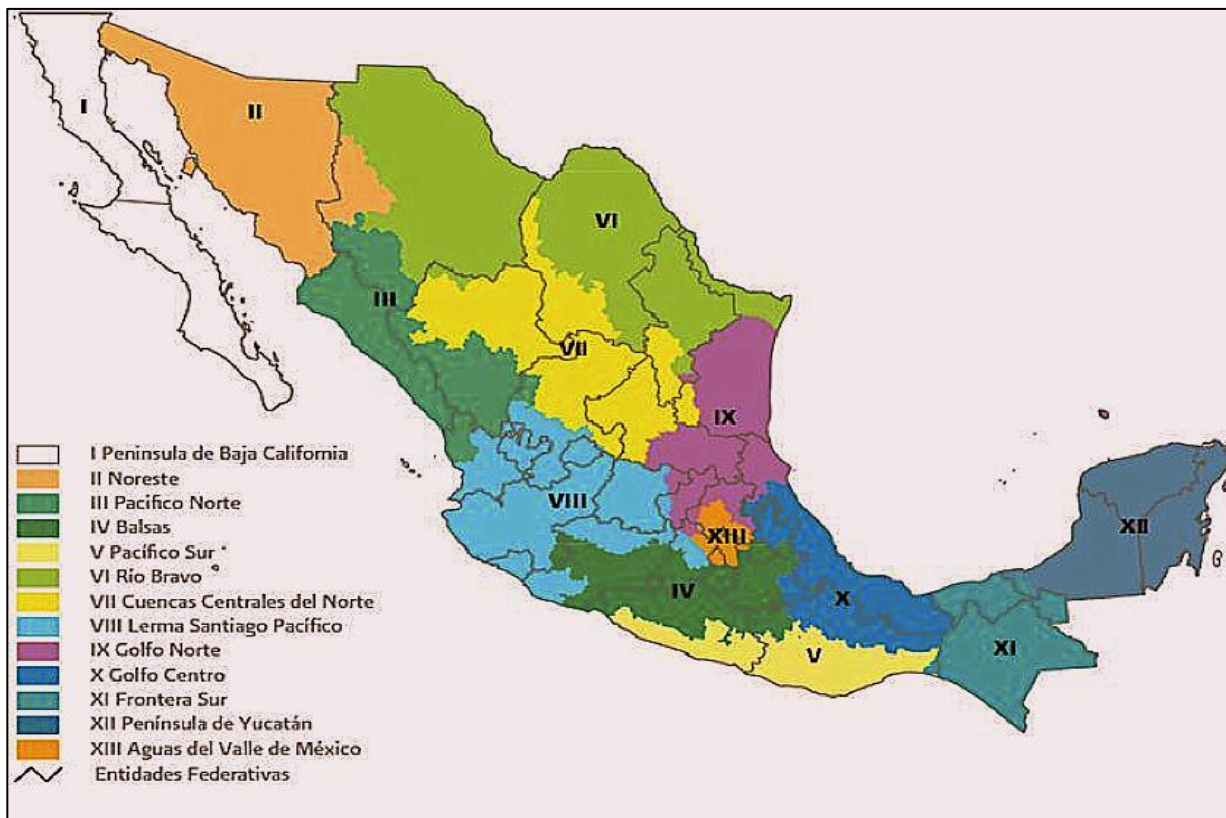 I
II
VI
III
VII
IX
VIII
XIII
XII
IV
X
V
XI
I Peninsula de Baja California
II Noreste
III Pacifico Norte
IV Balsas
V Pacífico Sur
VI Río Bravo
VII Cuencas Centrales del Norte
VIII Lerma Santiago Pacífico
IX Golfo Norte
X Golfo Centro
XI Frontera Sur
XII Península de Yucatán
XIII Aguas del Valle de México
Entidades Federativas